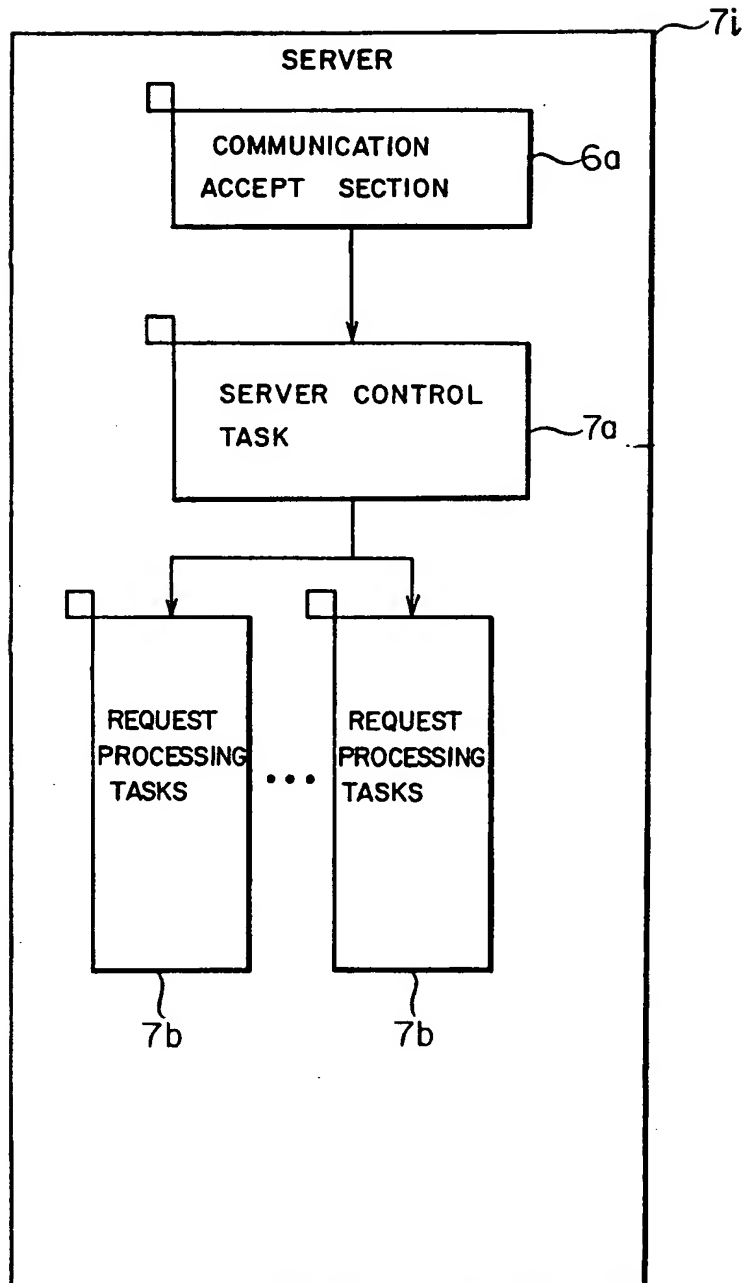 7i
SERVER
COMMUNICATION
ACCEPT SECTION
6a
SERVER CONTROL
TASK
7a
REQUEST
PROCESSING
TASKS
•••
REQUEST
PROCESSING
TASKS
7b
7b